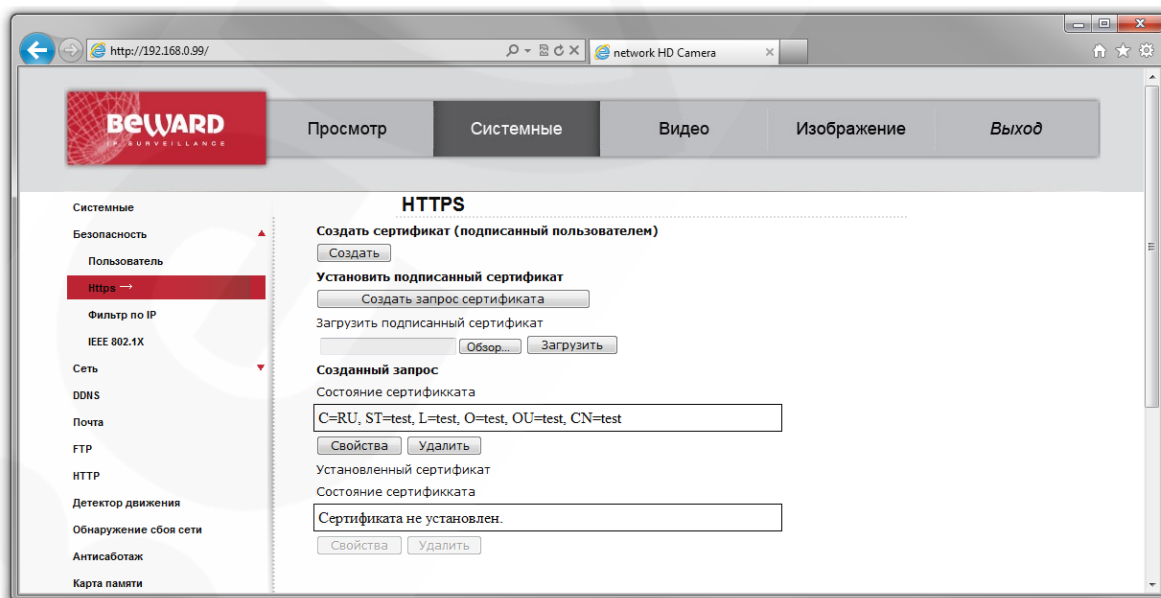 http://192.168.0.99/
network HD Camera
BEWARD
IP SURVEILLANCE
Просмотр
Системные
Видео
Изображение
Выход
Системные
Безопасность
Пользователь
Https →
Фильтр по IP
IEEE 802.1X
Сеть
DDNS
Почта
FTP
HTTP
Детектор движения
Обнаружение сбоя сети
Антисаботаж
Карта памяти
HTTPS
Создать сертификат (подписанный пользователем)
Создать
Установить подписанный сертификат
Создать запрос сертификата
Загрузить подписанный сертификат
Обзор... Загрузить
Созданный запрос
Состояние сертификката
C=RU, ST=test, L=test, O=test, OU=test, CN=test
Свойства Удалить
Установленный сертификат
Состояние сертификката
Сертификата не установлен.
Свойства Удалить